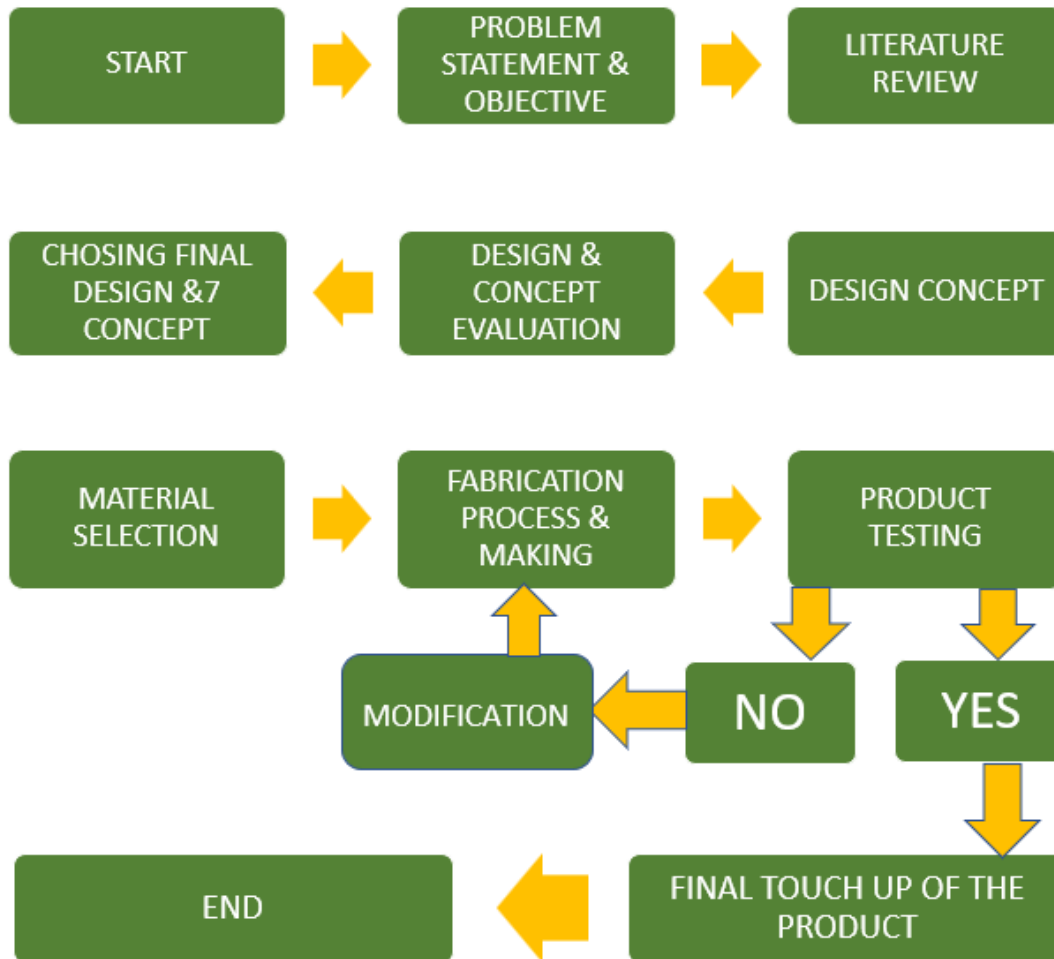 START
PROBLEM
STATEMENT &
OBJECTIVE
LITERATURE
REVIEW
DESIGN CONCEPT
DESIGN &
CONCEPT
EVALUATION
CHOSING FINAL
DESIGN &7
CONCEPT
MATERIAL
SELECTION
FABRICATION
PROCESS &
MAKING
PRODUCT
TESTING
NO
YES
MODIFICATION
FINAL TOUCH UP OF THE
PRODUCT
END